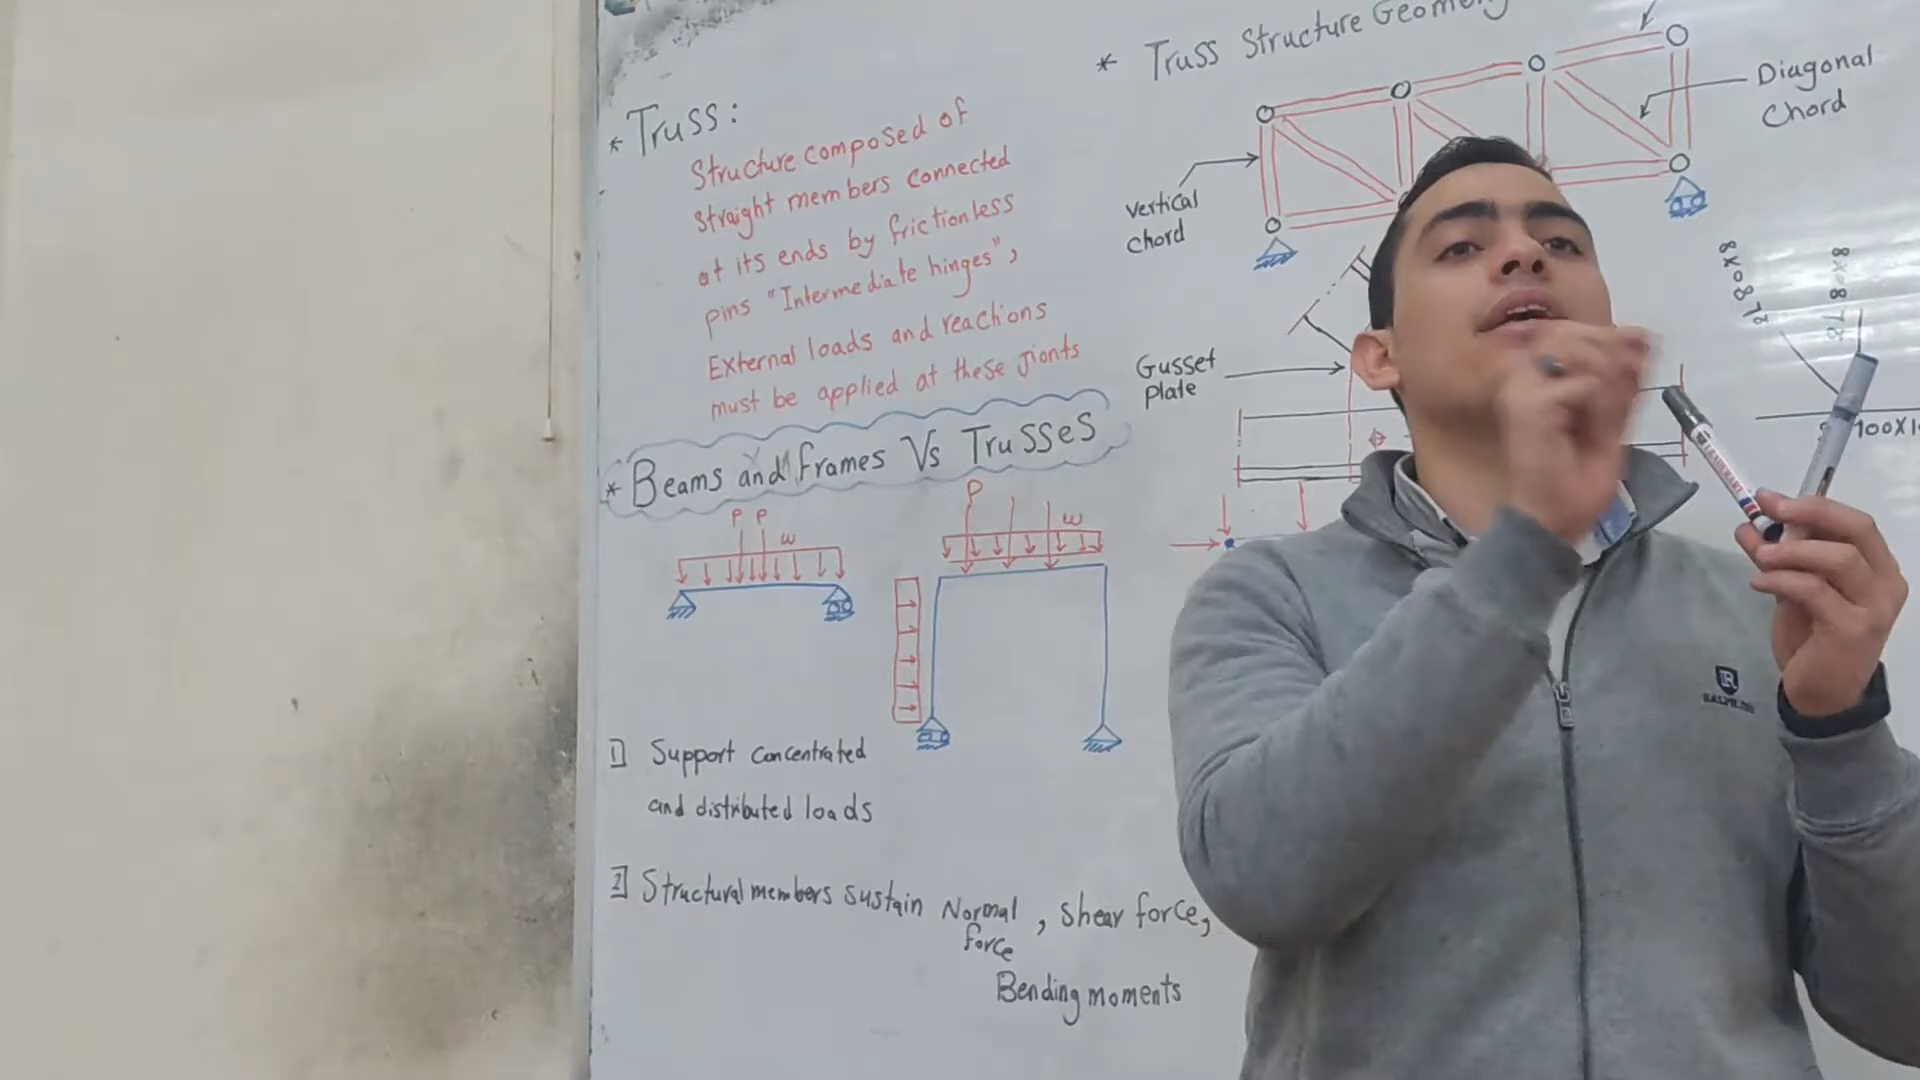 * Truss:
Structure composed of
straight members connected
at its ends by frictionless
pins "Intermediate hinges",
External loads and reactions
must be applied at these jionts
* Beams and frames Vs Trusses
P P
w
P
w
1] Support concentrated
and distributed loads
2] Structural members sustain Normal
force
, shear force,
Bending moments
* Truss Structure Geometry
Diagonal
Chord
vertical
chord
Gusset
plate